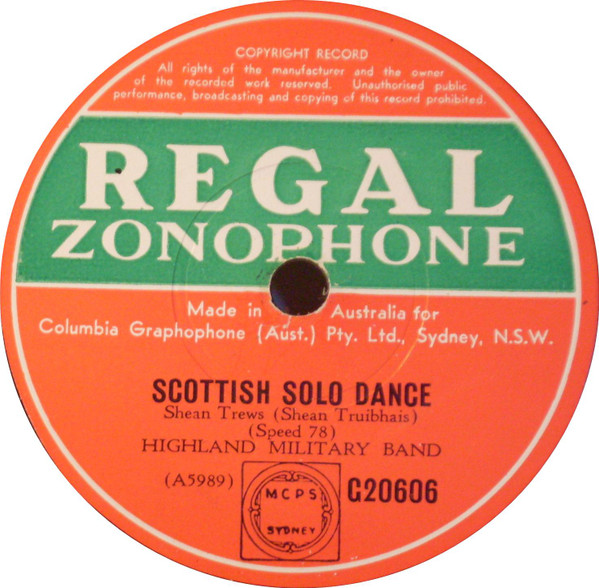 COPYRIGHT RECORD
All rights of the manufacturer and the owner
of the recorded work reserved. Unauthorised public
performance, broadcasting and copying of this record prohibited.
REGAL
ZONOPHONE
Made in Australia for
Columbia Graphophone (Aust.) Pty. Ltd., Sydney, N.S.W.
SCOTTISH SOLO DANCE
Shean Trews (Shean Truibhais)
(Speed 78)
HIGHLAND MILITARY BAND
(A5989)
MCPS
SYDNEY
G20606